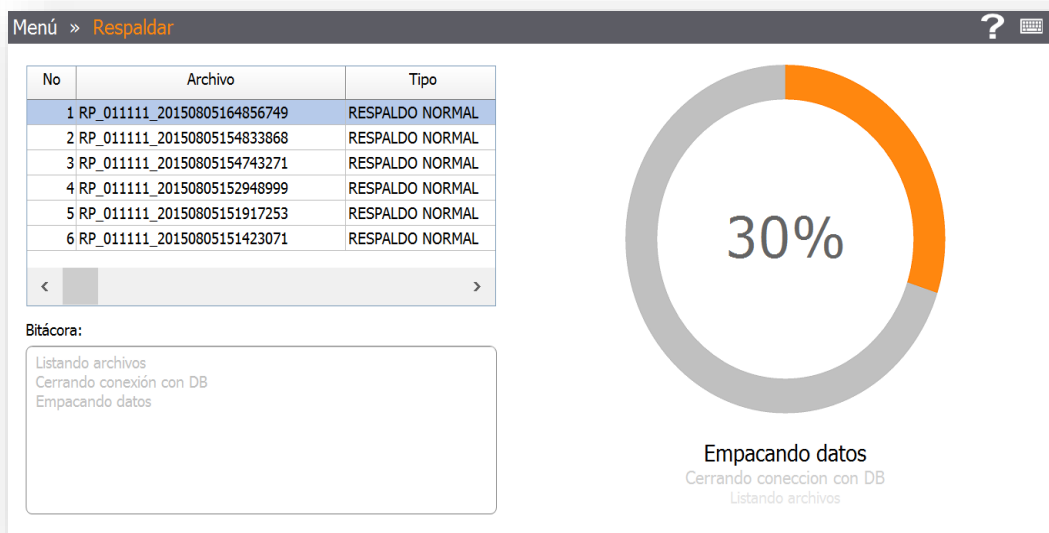 Menú » Respaldar ?
No Archivo Tipo
1 RP_011111_20150805164856749 RESPALDO NORMAL
2 RP_011111_20150805154833868 RESPALDO NORMAL
3 RP_011111_20150805154743271 RESPALDO NORMAL
4 RP_011111_20150805152948999 RESPALDO NORMAL
5 RP_011111_20150805151917253 RESPALDO NORMAL
6 RP_011111_20150805151423071 RESPALDO NORMAL
Bitácora:
Listando archivos
Cerrando conexión con DB
Empacando datos
30%
Empacando datos
Cerrando coneccion con DB
Listando archivos